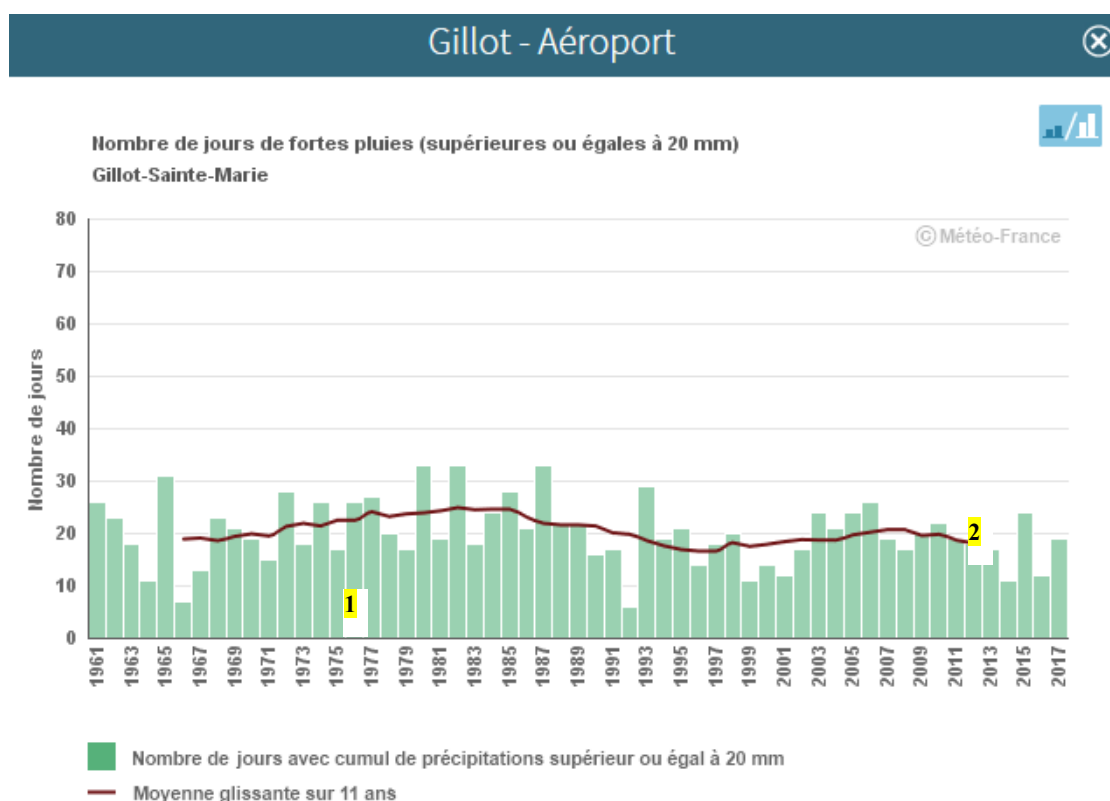 Gillot - Aéroport
Nombre de jours de fortes pluies (supérieures ou égales à 20 mm)
Gillot-Sainte-Marie
© Météo-France
Nombre de jours
80
70
60
50
40
30
20
10
0
1
2
1961 1963 1965 1967 1969 1971 1973 1975 1977 1979 1981 1983 1985 1987 1989 1991 1993 1995 1997 1999 2001 2003 2005 2007 2009 2011 2013 2015 2017
Nombre de jours avec cumul de précipitations supérieur ou égal à 20 mm
Moyenne glissante sur 11 ans